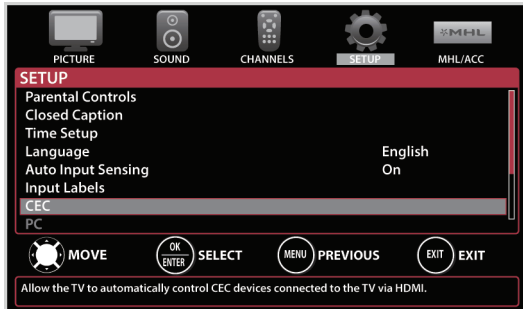 MHL
PICTURE SOUND CHANNELS SETUP MHL/ACC
SETUP
Parental Controls
Closed Caption
Time Setup
Language English
Auto Input Sensing On
Input Labels
CEC
PC
MOVE OK ENTER SELECT MENU PREVIOUS EXIT EXIT
Allow the TV to automatically control CEC devices connected to the TV via HDMI.